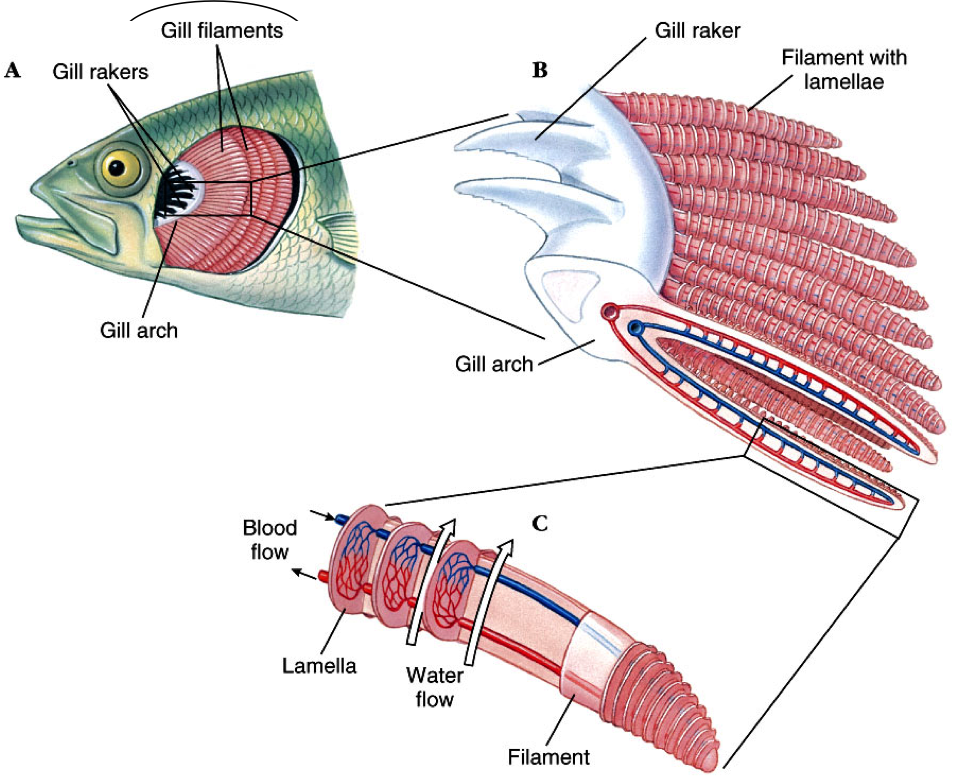 Gill filaments
A
Gill rakers
Gill arch
B
Gill raker
Filament with
lamellae
Gill arch
C
Blood
flow
Lamella
Water
flow
Filament